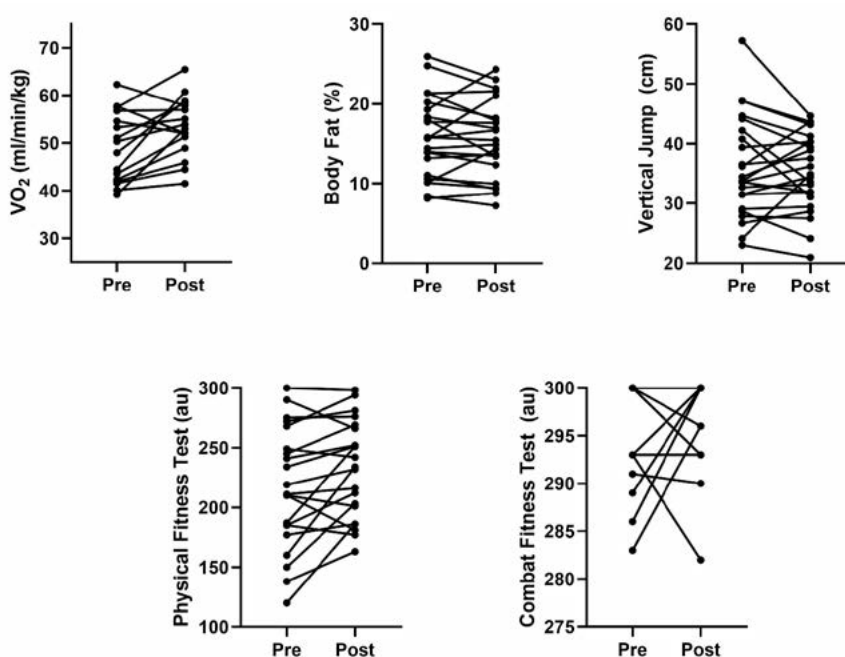 VO₂ (ml/min/kg)
70
60
50
40
30
Pre Post
Body Fat (%)
30
20
10
0
Pre Post
Vertical Jump (cm)
60
50
40
30
20
Pre Post
Physical Fitness Test (au)
300
250
200
150
100
Pre Post
Combat Fitness Test (au)
300
295
290
285
280
275
Pre Post